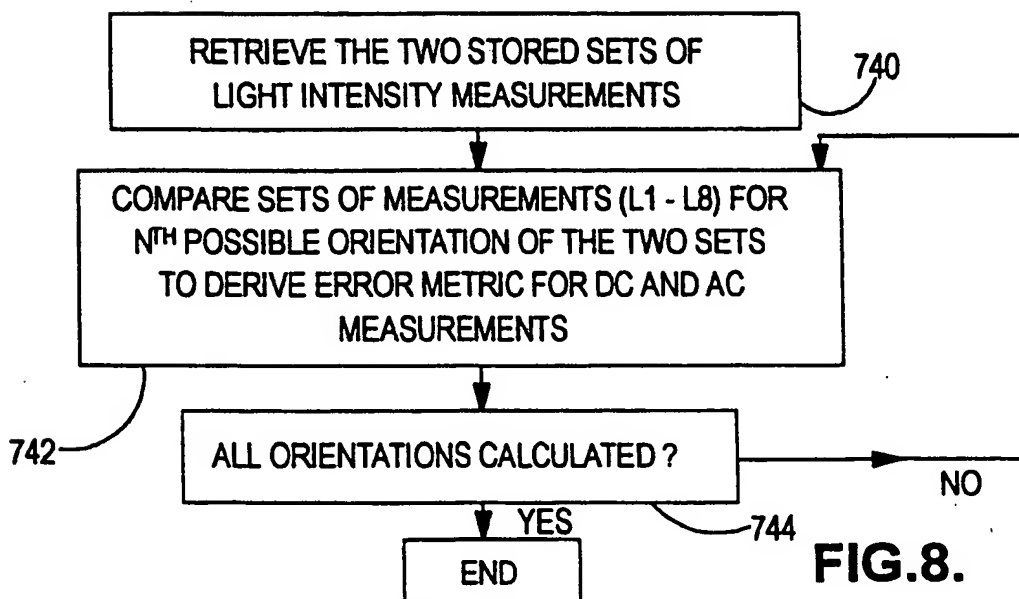 RETRIEVE THE TWO STORED SETS OF
LIGHT INTENSITY MEASUREMENTS
740
COMPARE SETS OF MEASUREMENTS (L1 - L8) FOR
NTH POSSIBLE ORIENTATION OF THE TWO SETS
TO DERIVE ERROR METRIC FOR DC AND AC
MEASUREMENTS
742
ALL ORIENTATIONS CALCULATED ?
NO
744
YES
END
FIG.8.